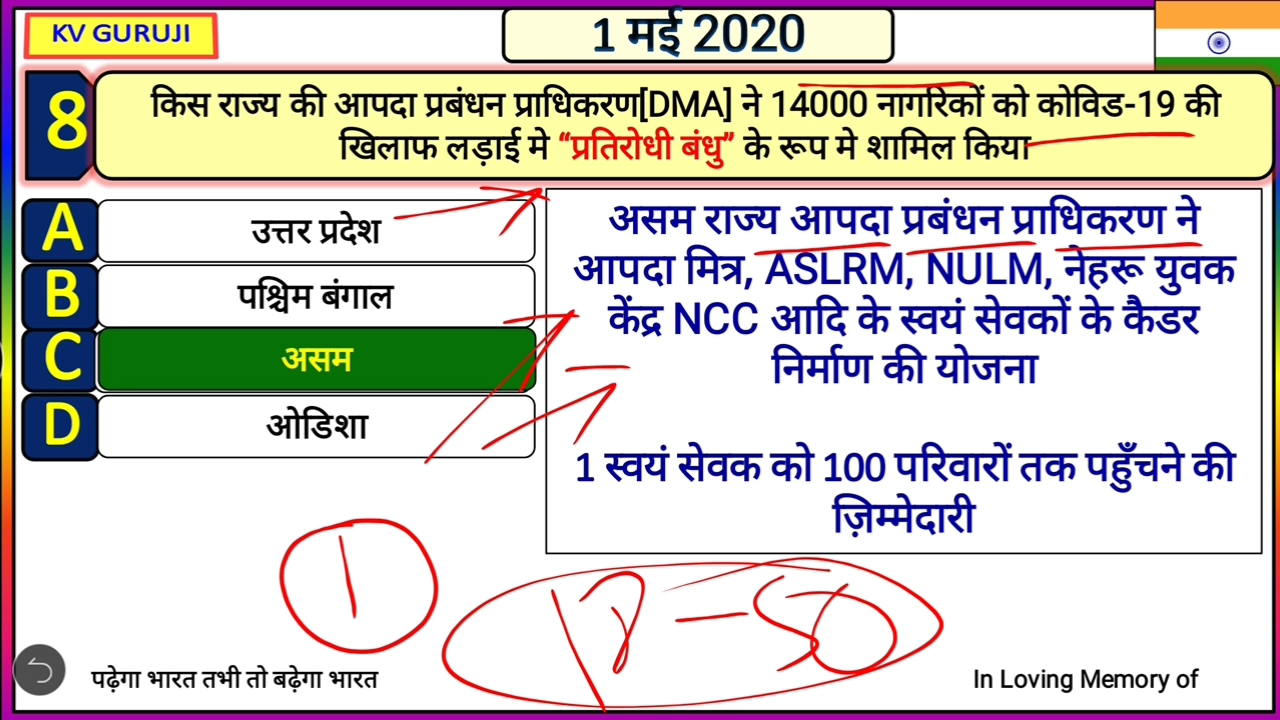 KV GURUJI
1 मई 2020
8
किस राज्य की आपदा प्रबंधन प्राधिकरण[DMA] ने 14000 नागरिकों को कोविड-19 की
खिलाफ लड़ाई मे “प्रतिरोधी बंधु” के रूप मे शामिल किया
A उत्तर प्रदेश
B पश्चिम बंगाल
C असम
D ओडिशा
असम राज्य आपदा प्रबंधन प्राधिकरण ने
आपदा मित्र, ASLRM, NULM, नेहरू युवक
केंद्र NCC आदि के स्वयं सेवकों के कैडर
निर्माण की योजना
1 स्वयं सेवक को 100 परिवारों तक पहुँचने की
ज़िम्मेदारी
1
18-50
पढ़ेगा भारत तभी तो बढ़ेगा भारत
In Loving Memory of